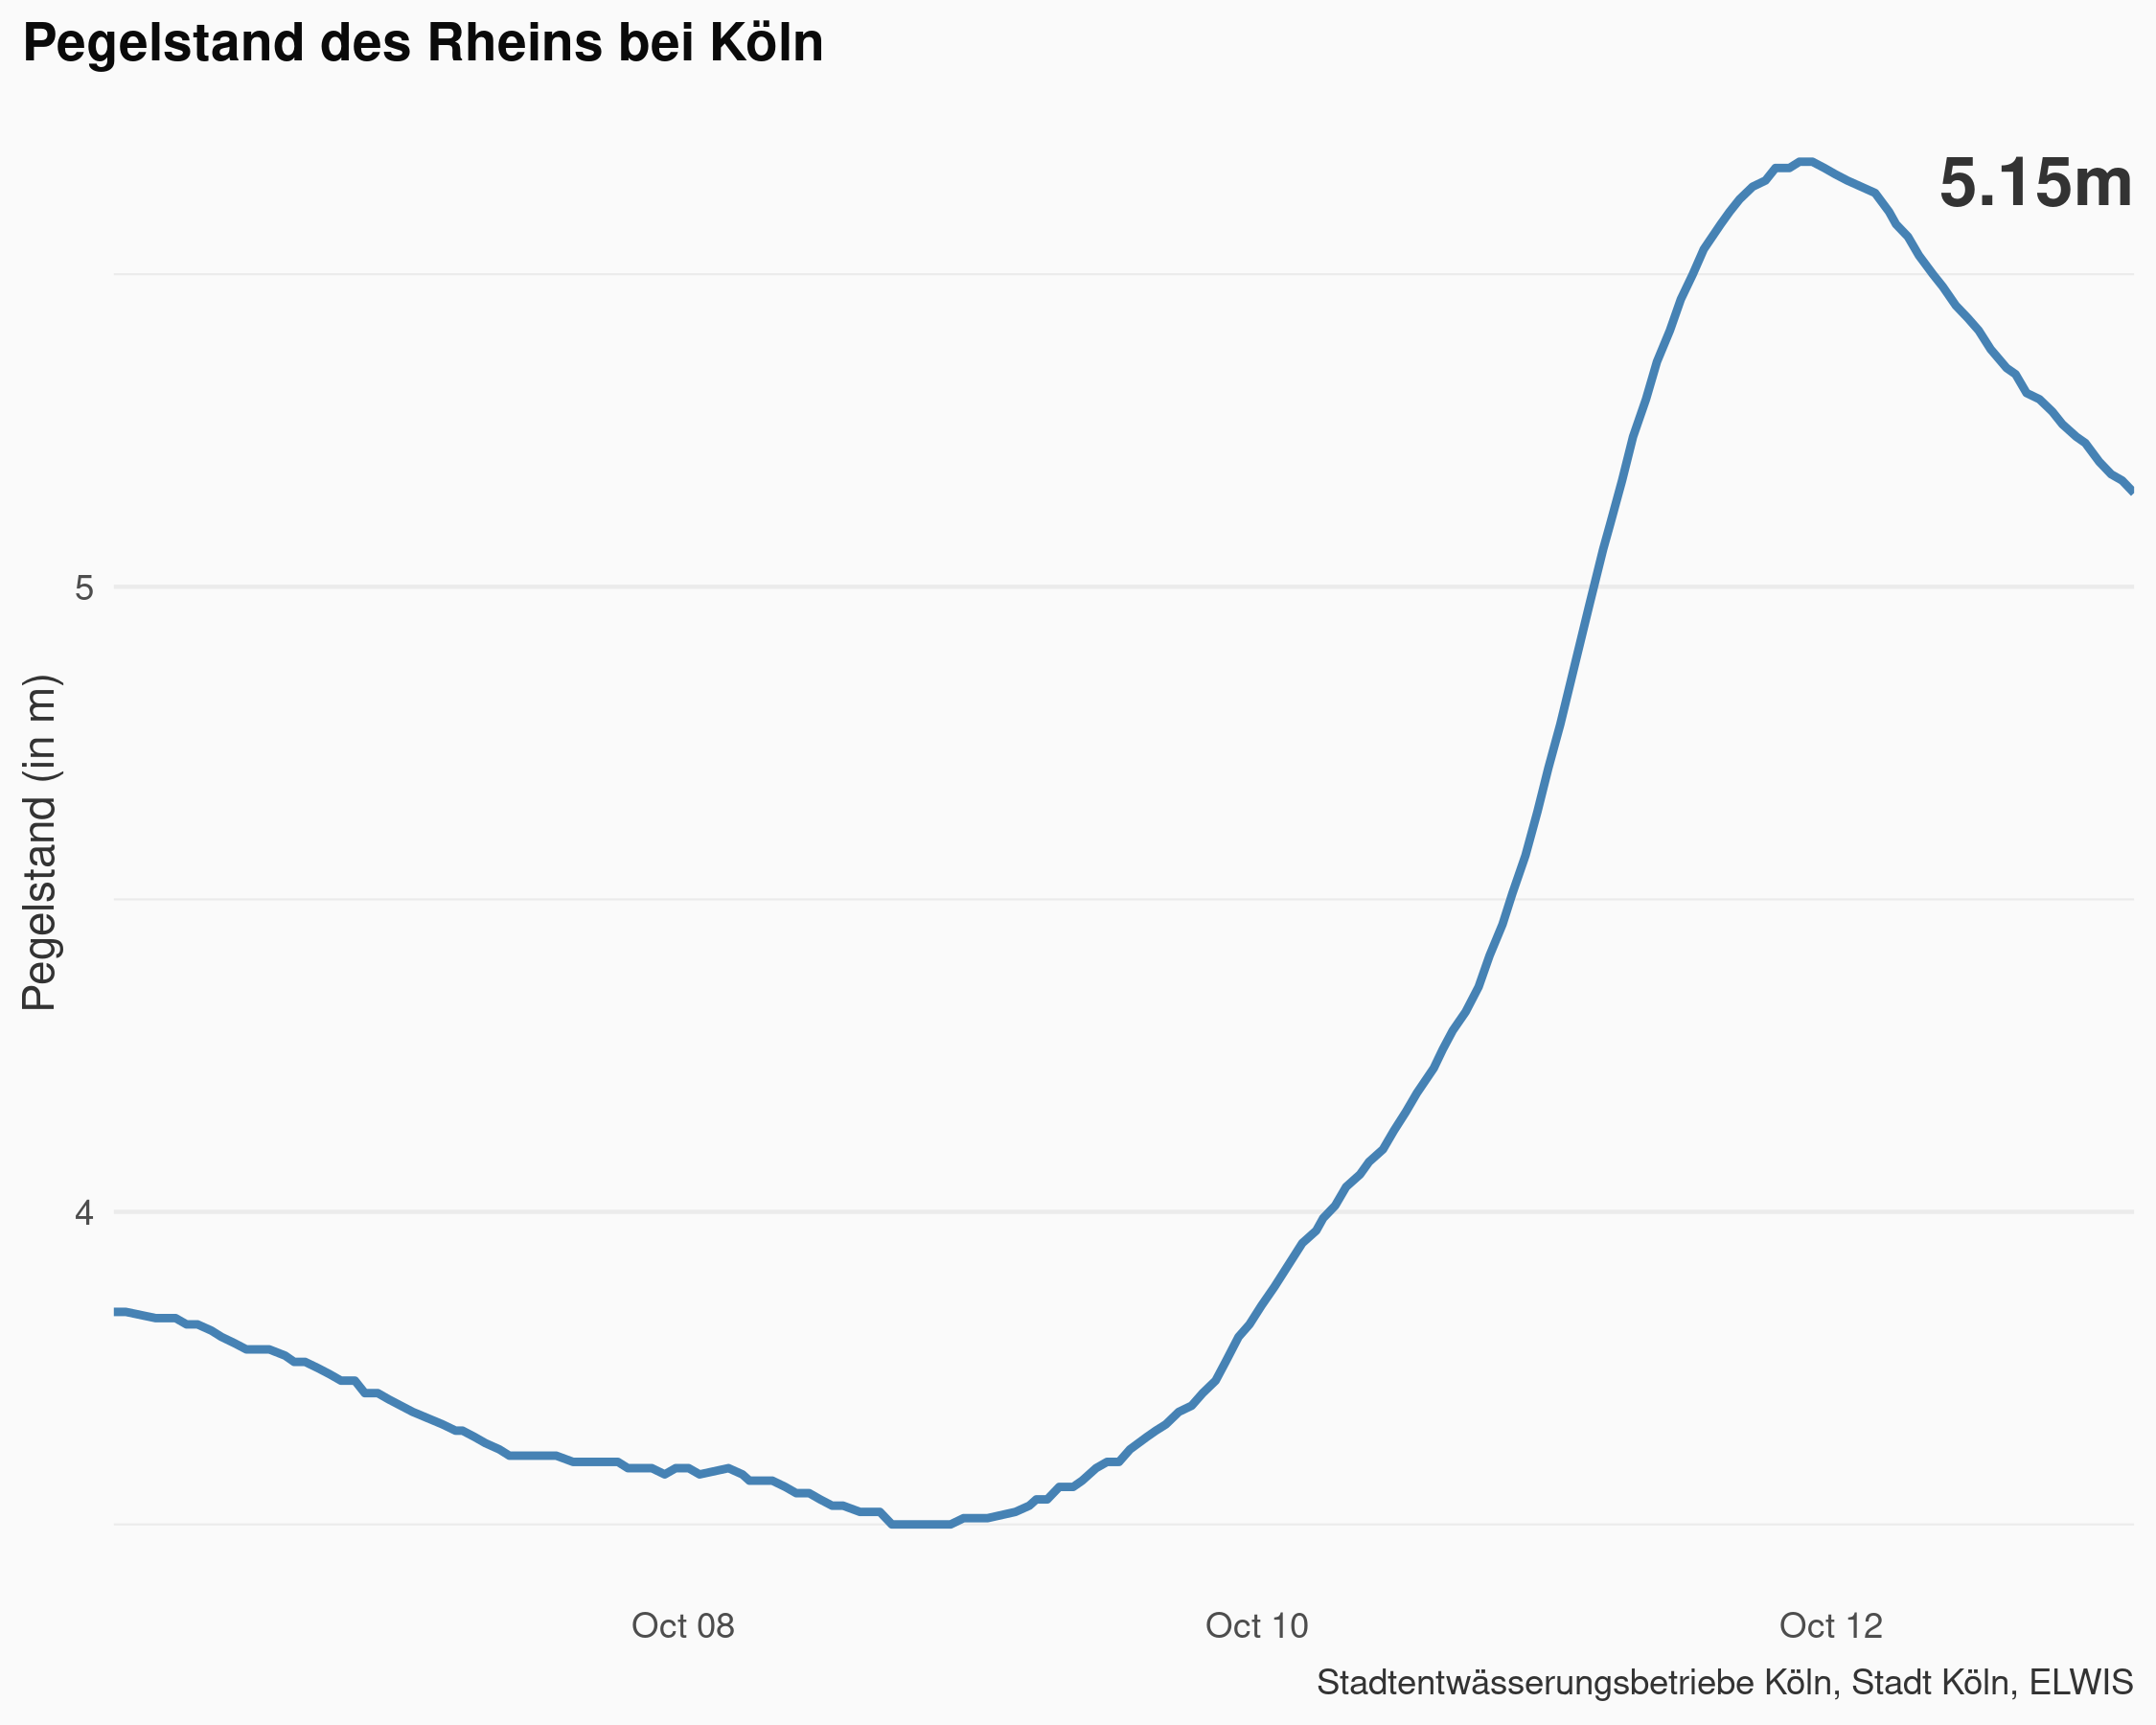 Pegelstand des Rheins bei Köln
5.15m
5
4
Pegelstand (in m)
Oct 08
Oct 10
Oct 12
Stadtentwässerungsbetriebe Köln, Stadt Köln, ELWIS